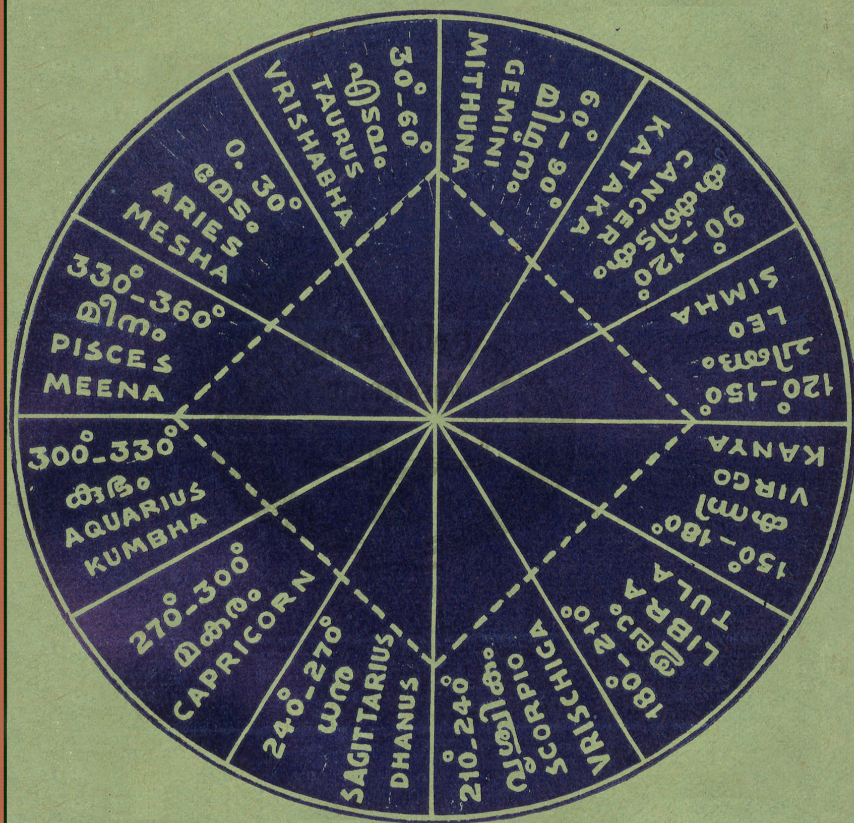 0. 30°
മേടം
ARIES
MESHA
30°-60°
എടവം
TAURUS
VRISHABHA
60°-90°
മിഥുനം
GEMINI
MITHUNA
90°-120°
കർക്കിടകം
CANCER
KATAKA
SIMHA
LEO
ചിങ്ങം
120°-150°
KANYA
VIRGO
കന്നി
150°-180°
TULA
LIBRA
തുലാം
180°-210°
210°-240°
വൃശ്ചികം
SCORPIO
VRISCHIGA
240°-270°
ധനു
SAGITTARIUS
DHANUS
270°-300°
മകരം
CAPRICORN
300°-330°
കുംഭം
AQUARIUS
KUMBHA
330°-360°
മീനം
PISCES
MEENA